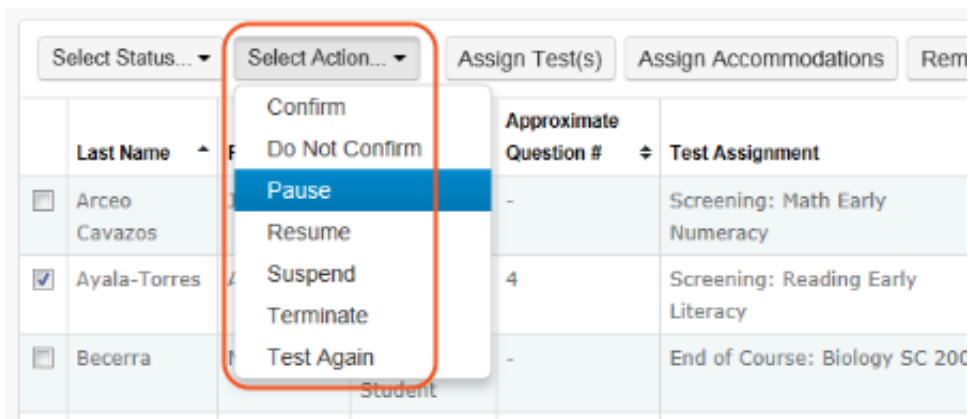 Select Status... Select Action... Assign Test(s) Assign Accommodations Rem
Confirm
Do Not Confirm
Pause
Resume
Suspend
Terminate
Test Again
Last Name F Approximate Question # Test Assignment
Arceo Cavazos - Screening: Math Early Numeracy
Ayala-Torres A 4 Screening: Reading Early Literacy
Becerra - End of Course: Biology SC 200
Student